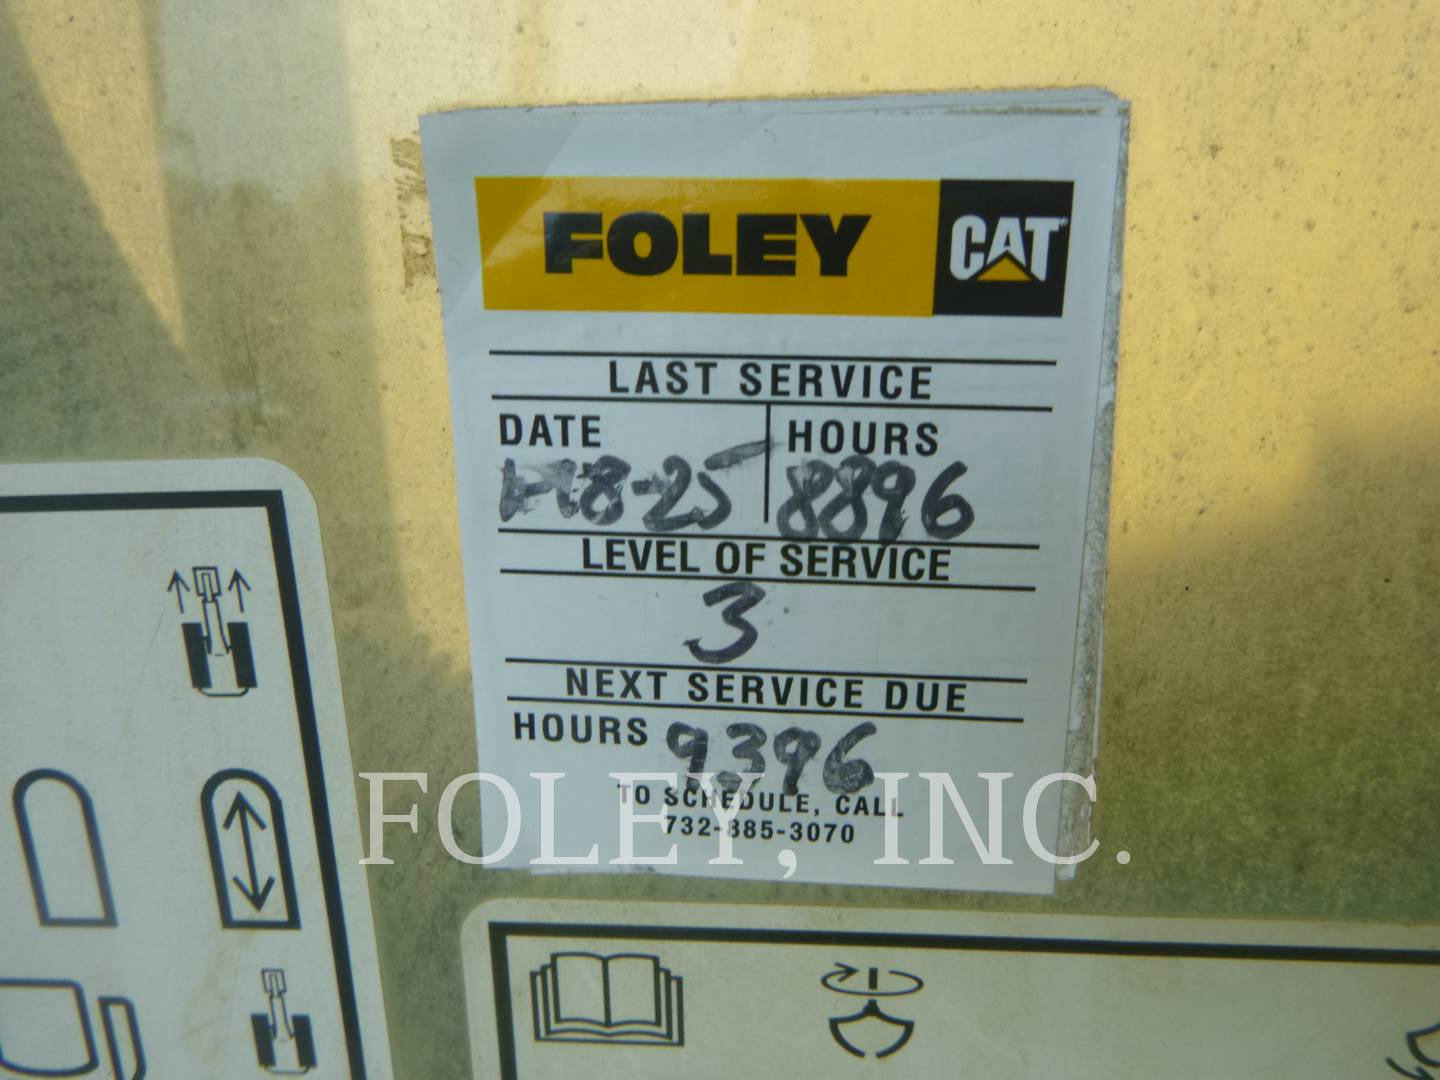 FOLEY CAT
LAST SERVICE
DATE HOURS
8896
LEVEL OF SERVICE
3
NEXT SERVICE DUE
HOURS 9396
TO SCHEDULE, CALL
732-885-3070
FOLEY, INC.